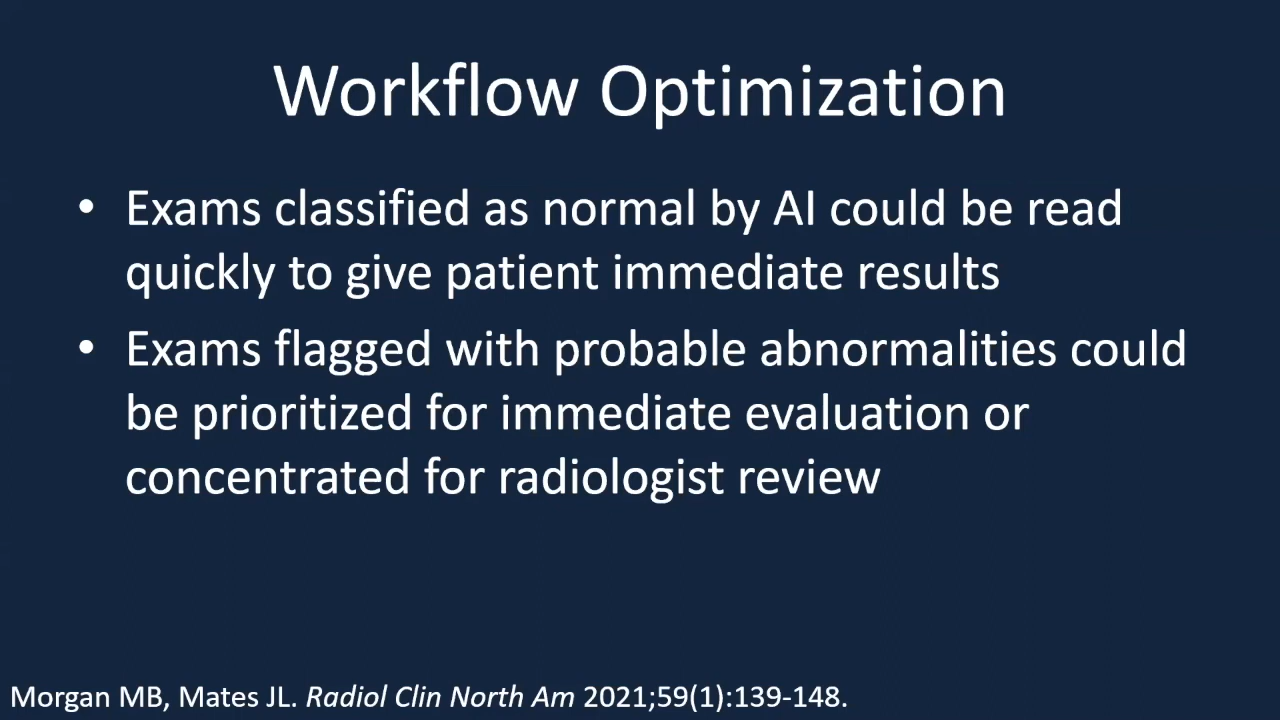 Workflow Optimization
• Exams classified as normal by AI could be read
quickly to give patient immediate results
• Exams flagged with probable abnormalities could
be prioritized for immediate evaluation or
concentrated for radiologist review
Morgan MB, Mates JL. Radiol Clin North Am 2021;59(1):139-148.